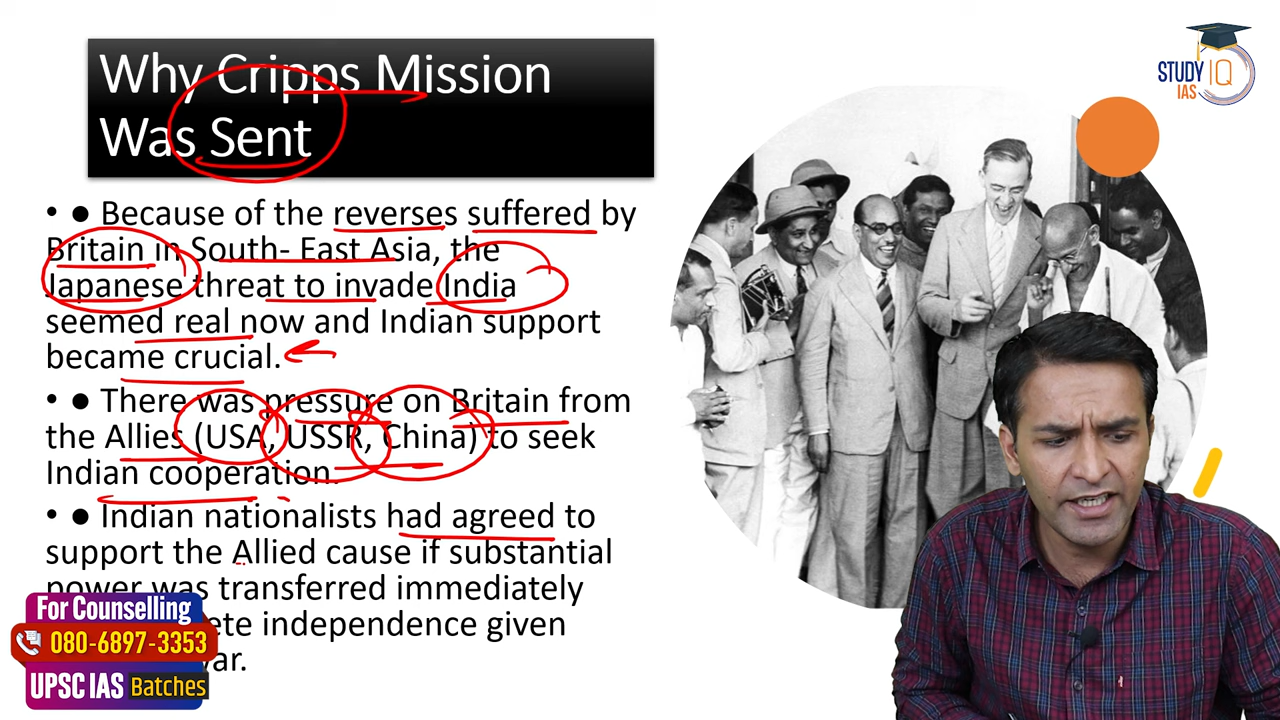 Why Cripps Mission
Was Sent
• ● Because of the reverses suffered by
Britain in South- East Asia, the
Japanese threat to invade India
seemed real now and Indian support
became crucial.
• ● There was pressure on Britain from
the Allies (USA, USSR, China) to seek
Indian cooperation.
• ● Indian nationalists had agreed to
support the Allied cause if substantial
power was transferred immediately
ete independence given
war.
STUDY IQ
IAS
For Counselling
080-6897-3353
UPSC IAS Batches